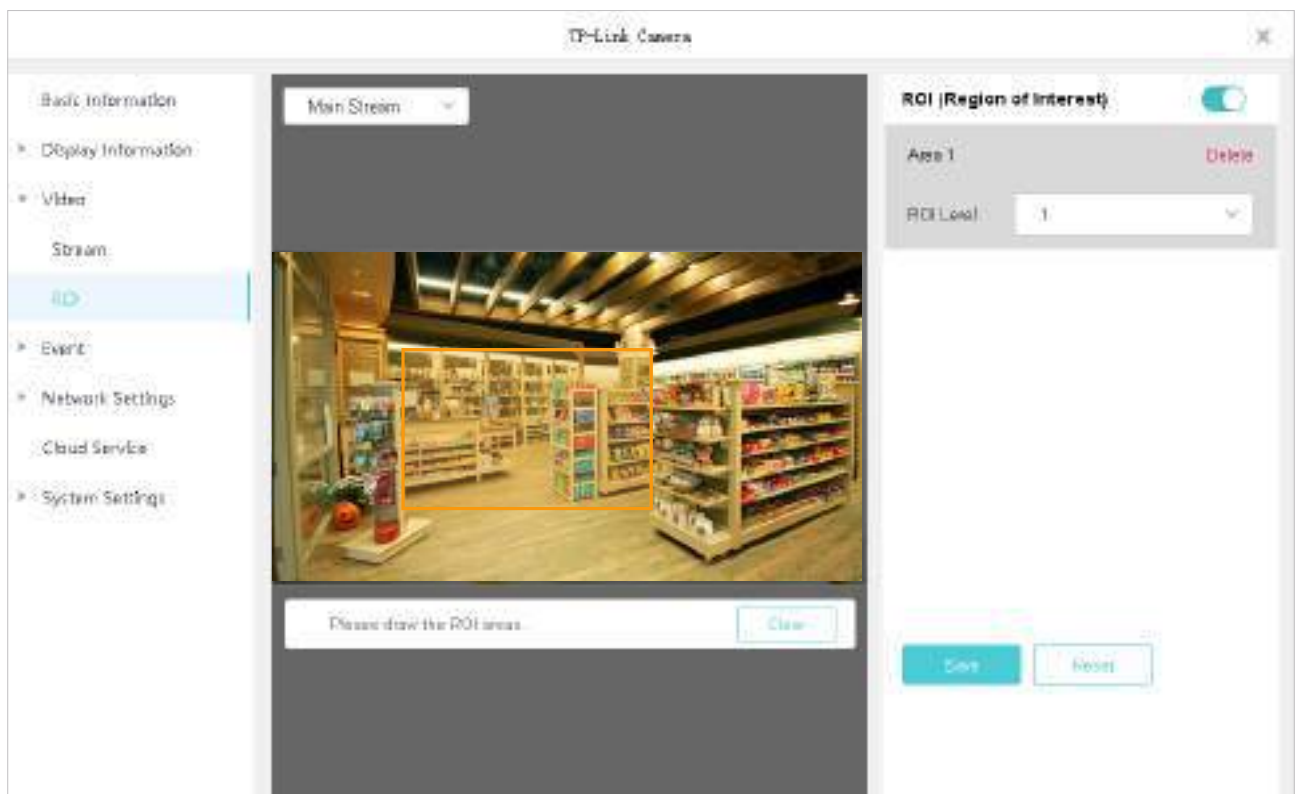 TP-Link Camera
Basic Information
Display Information
Video
Stream
ROI
Event
Network Settings
Cloud Service
System Settings
Main Stream
Please draw the ROI areas.
Clear
ROI (Region of Interest)
Area 1
Delete
ROI Level
1
Save
Reset